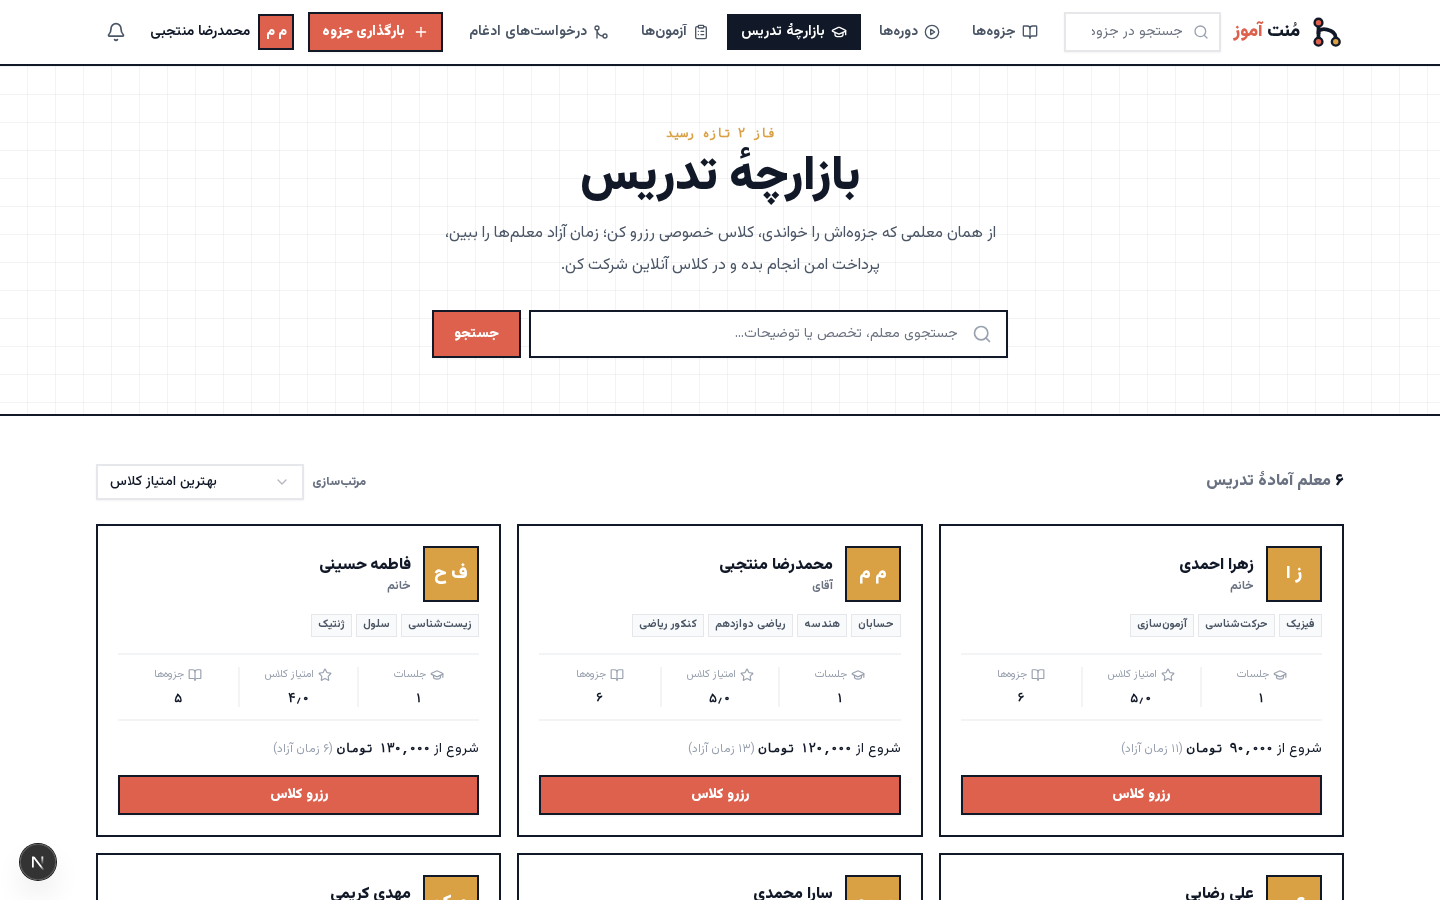 مُنت آموز
جستجو در جزوه
جزوه‌ها
دوره‌ها
بازارچهٔ تدریس
آزمون‌ها
درخواست‌های ادغام
بارگذاری جزوه
م م
محمدرضا منتجبی
فاز ۲ تازه رسید
بازارچهٔ تدریس
از همان معلمی که جزوه‌اش را خواندی، کلاس خصوصی رزرو کن؛ زمان آزاد معلم‌ها را ببین،
پرداخت امن انجام بده و در کلاس آنلاین شرکت کن.
جستجوی معلم، تخصص یا توضیحات...
جستجو
۶ معلم آمادهٔ تدریس
مرتب‌سازی
بهترین امتیاز کلاس
ز ا
زهرا احمدی
خانم
فیزیک
حرکت‌شناسی
آزمون‌سازی
جلسات
امتیاز کلاس
جزوه‌ها
۱
۵٫۰
۶
شروع از ۹۰,۰۰۰ تومان (۱۱ زمان آزاد)
رزرو کلاس
م م
محمدرضا منتجبی
آقای
حسابان
هندسه
ریاضی دوازدهم
کنکور ریاضی
جلسات
امتیاز کلاس
جزوه‌ها
۱
۵٫۰
۶
شروع از ۱۲۰,۰۰۰ تومان (۱۳ زمان آزاد)
رزرو کلاس
ف ح
فاطمه حسینی
خانم
زیست‌شناسی
سلول
ژنتیک
جلسات
امتیاز کلاس
جزوه‌ها
۱
۴٫۰
۵
شروع از ۱۳۰,۰۰۰ تومان (۶ زمان آزاد)
رزرو کلاس
علی رضایی
سارا محمدی
مهدی کریمی
N